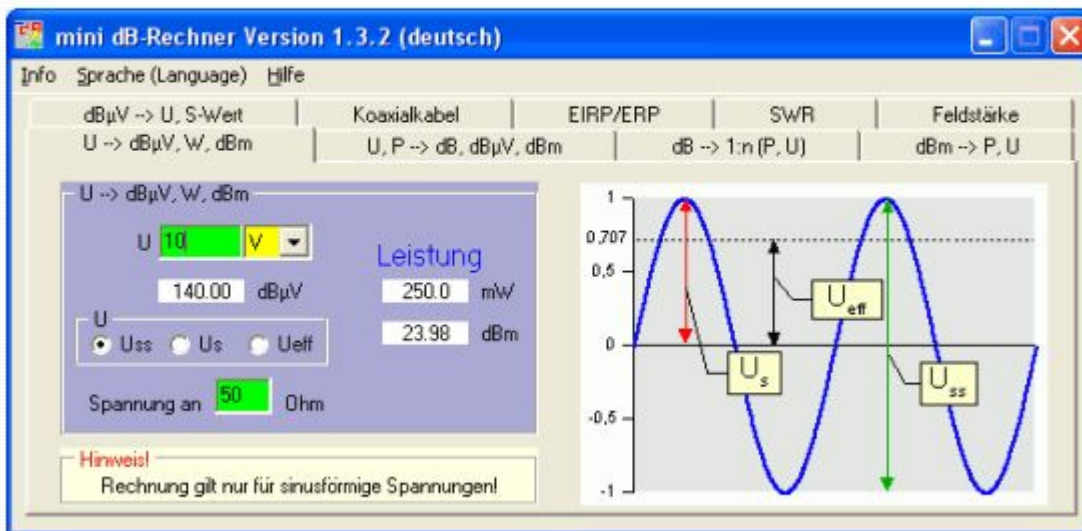 mini dB-Rechner Version 1.3.2 (deutsch)
Info Sprache (Language) Hilfe
dBµV --> U, S-Wert Koaxialkabel EIRP/ERP SWR Feldstärke
U --> dBµV, W, dBm U, P --> dB, dBµV, dBm dB --> 1:n (P, U) dBm --> P, U
U --> dBµV, W, dBm
U 10 V
Leistung
140.00 dBµV 250.0 mW
23.98 dBm
U
Uss Us Ueff
Spannung an 50 Ohm
Hinweis!
Rechnung gilt nur für sinusförmige Spannungen!
1
0.707
0,5
0
-0,5
-1
Ueff
Us
Uss